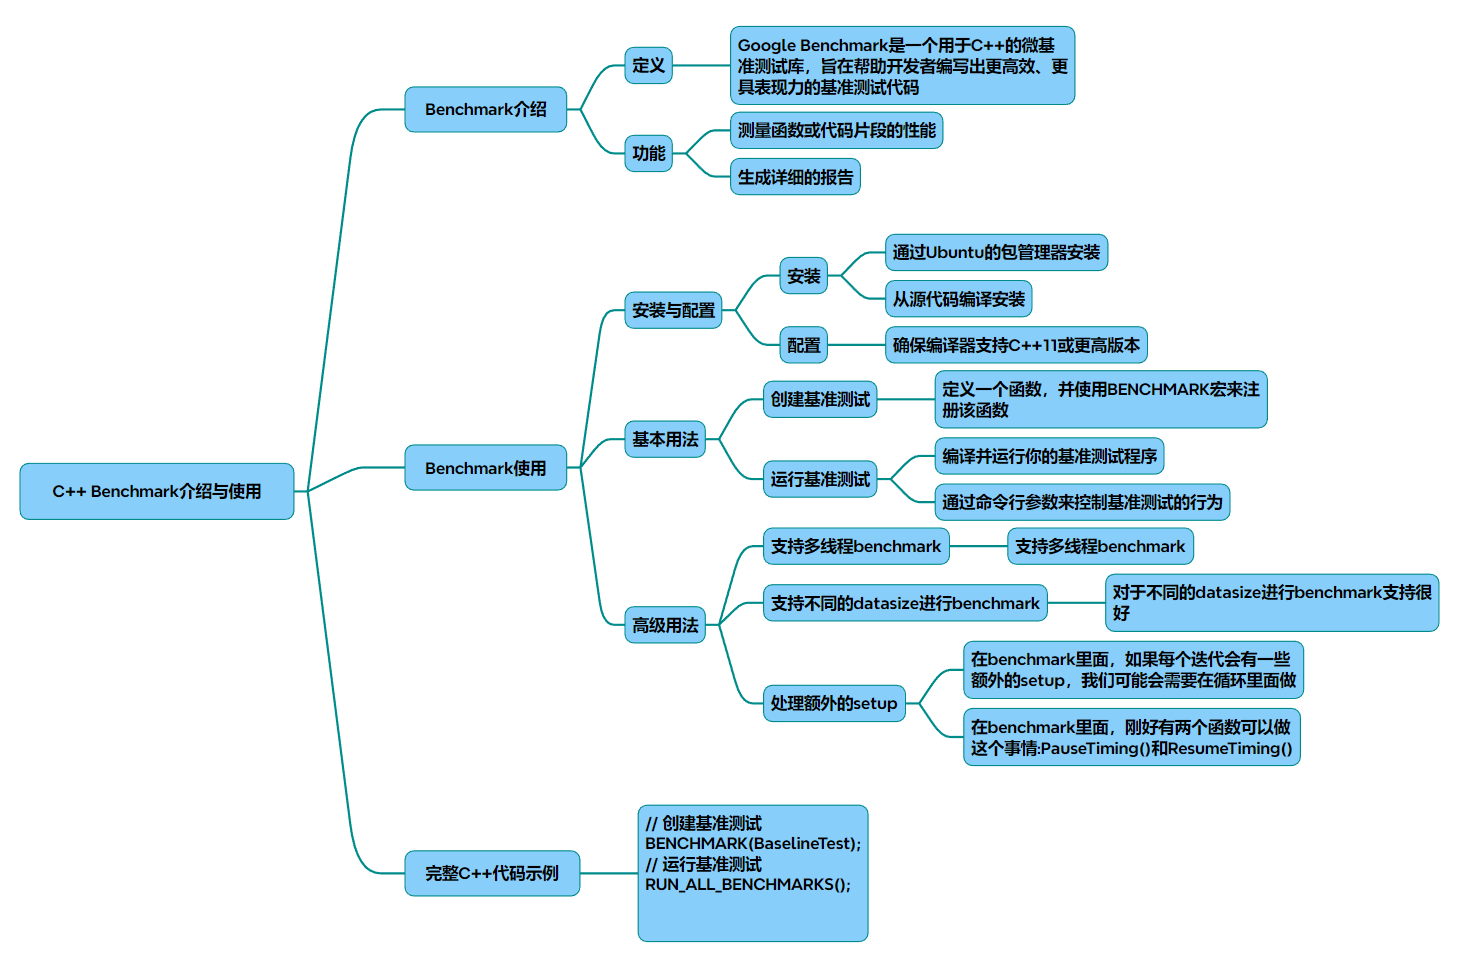 C++ Benchmark介绍与使用
Benchmark介绍
定义
Google Benchmark是一个用于C++的微基
准测试库，旨在帮助开发者编写出更高效、更
具表现力的基准测试代码
功能
测量函数或代码片段的性能
生成详细的报告
Benchmark使用
安装与配置
安装
通过Ubuntu的包管理器安装
从源代码编译安装
配置
确保编译器支持C++11或更高版本
基本用法
创建基准测试
定义一个函数，并使用BENCHMARK宏来注
册该函数
运行基准测试
编译并运行你的基准测试程序
通过命令行参数来控制基准测试的行为
高级用法
支持多线程benchmark
支持多线程benchmark
支持不同的datasize进行benchmark
对于不同的datasize进行benchmark支持很
好
处理额外的setup
在benchmark里面，如果每个迭代会有一些
额外的setup，我们可能会需要在循环里面做
在benchmark里面，刚好有两个函数可以做
这个事情:PauseTiming()和ResumeTiming()
完整C++代码示例
// 创建基准测试
BENCHMARK(BaselineTest);
// 运行基准测试
RUN_ALL_BENCHMARKS();